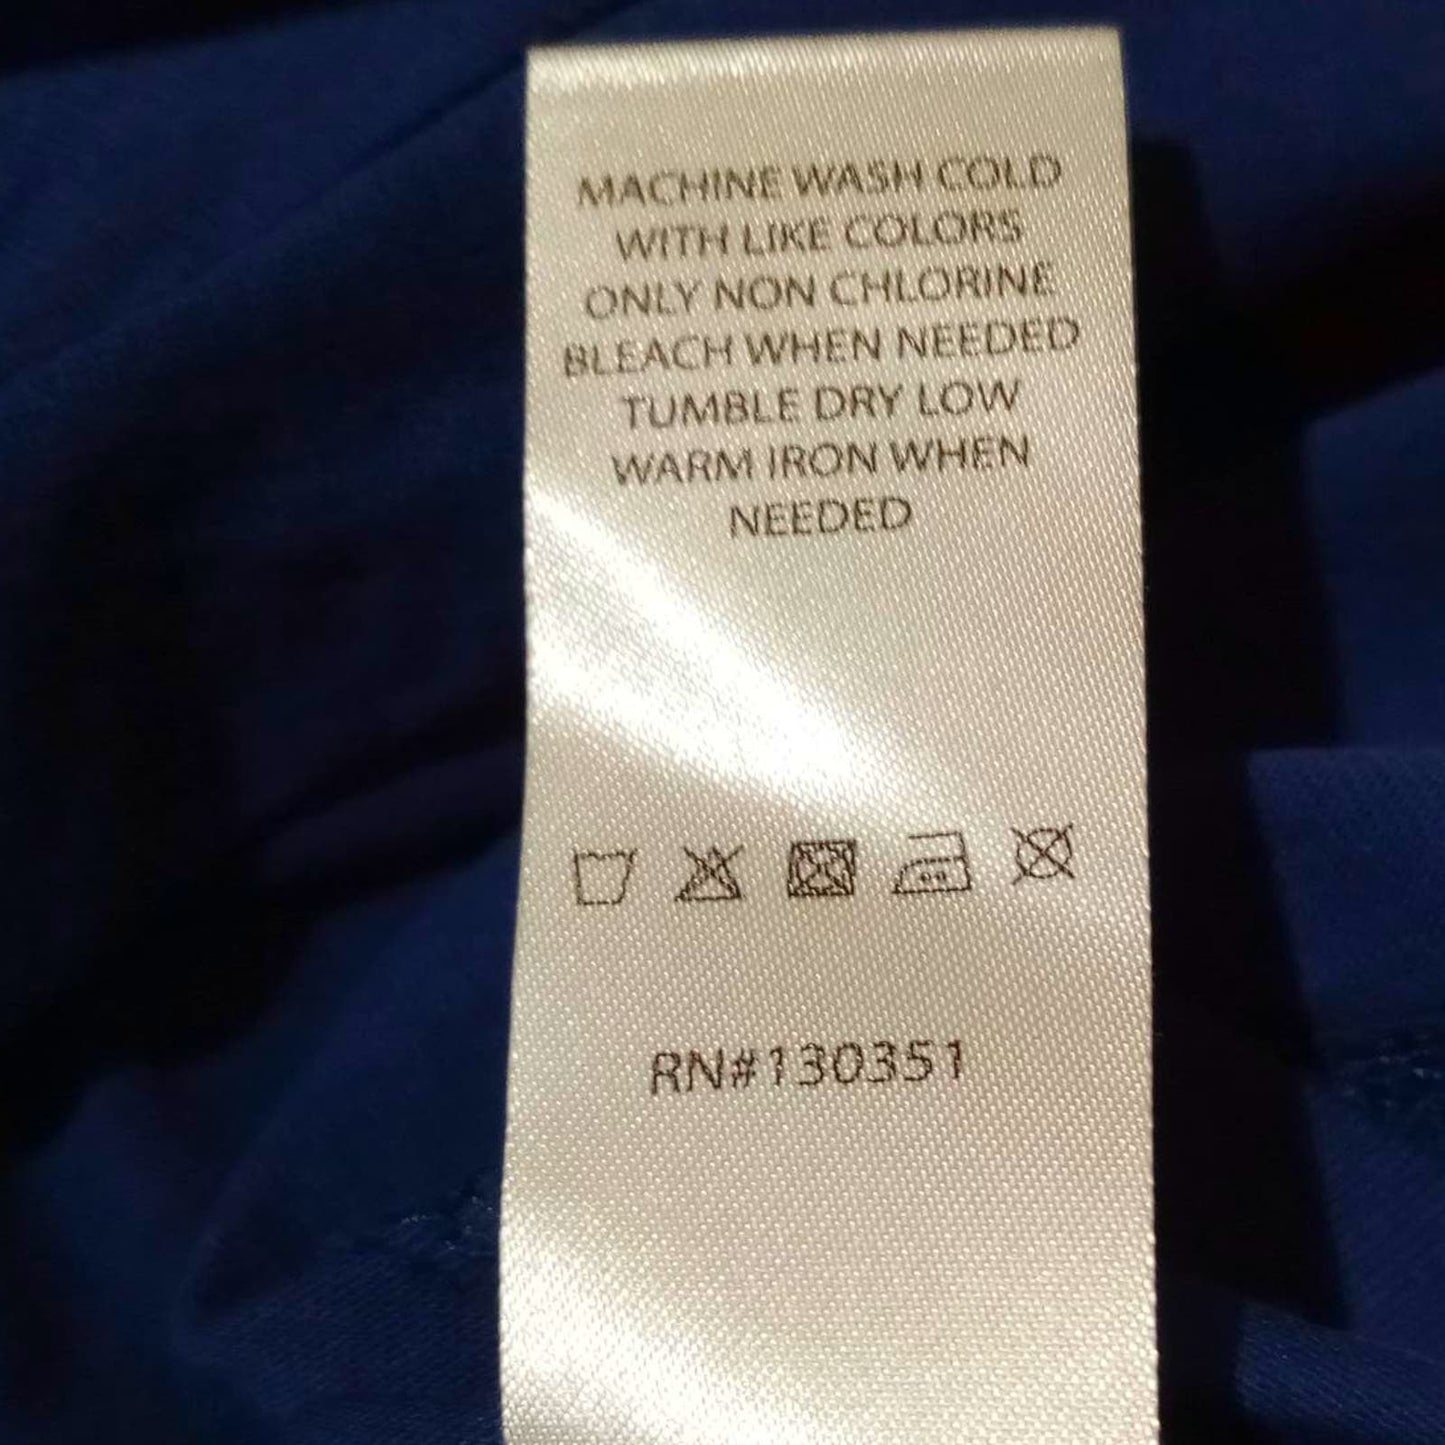 MACHINE WASH COLD
WITH LIKE COLORS
ONLY NON CHLORINE
BLEACH WHEN NEEDED
TUMBLE DRY LOW
WARM IRON WHEN
NEEDED
RN#130351